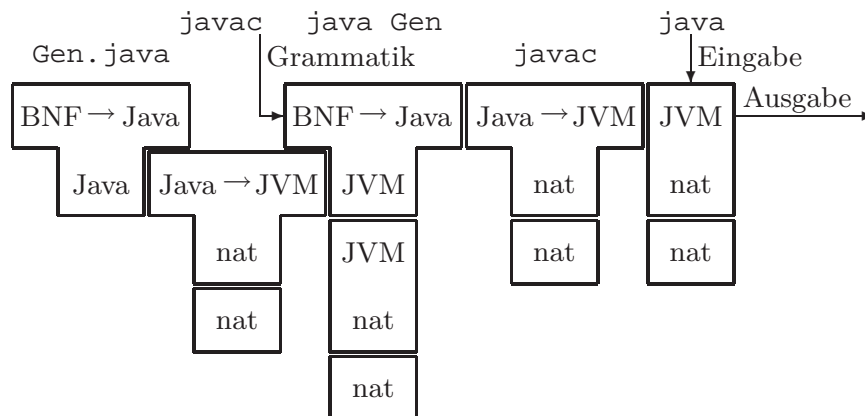 javac java Gen java
Gen.java Grammatik javac Eingabe
Ausgabe
BNF → Java BNF → Java Java → JVM JVM
Java Java → JVM JVM nat nat
nat JVM nat nat
nat nat
nat